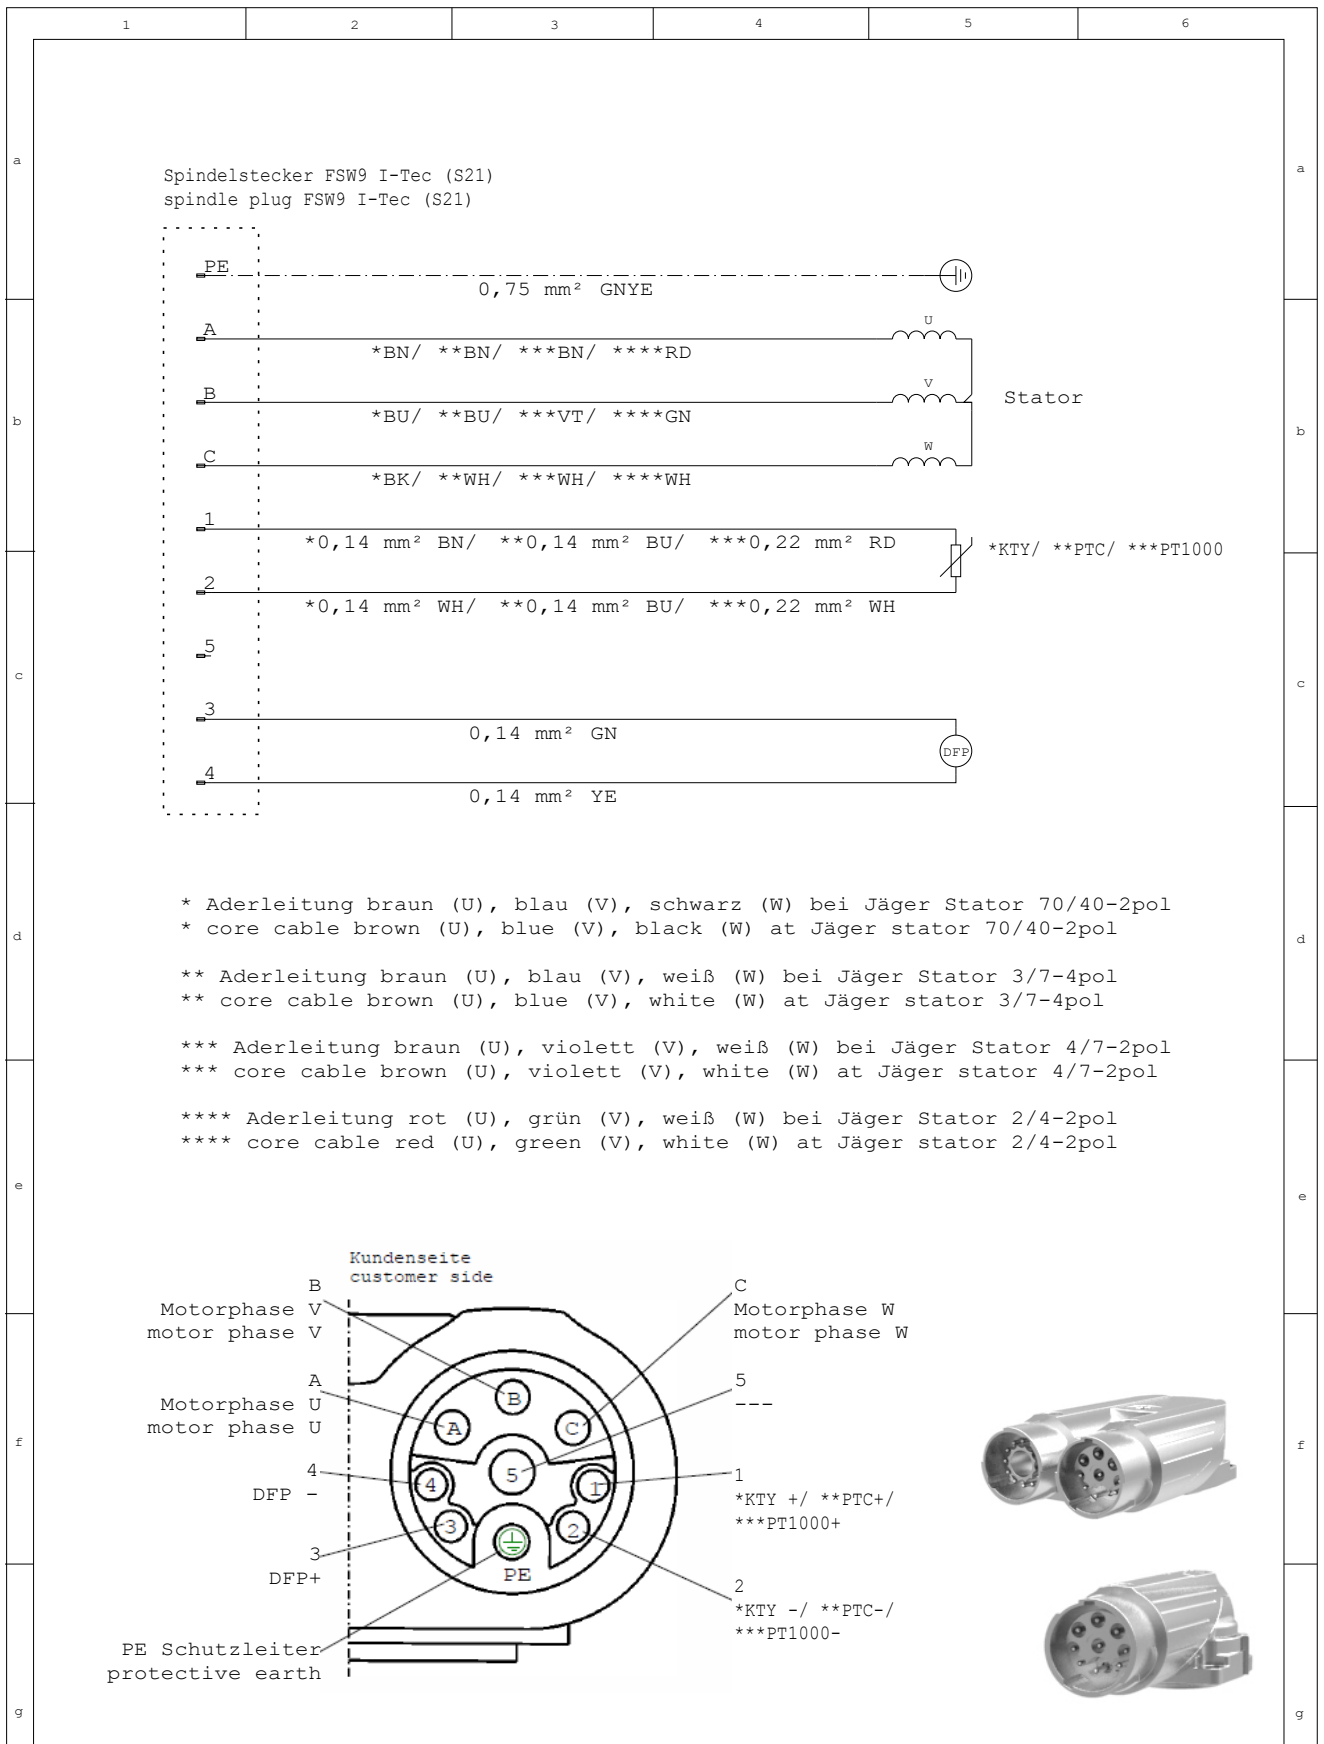 1 2 3 4 5 6
a a
Spindelstecker FSW9 I-Tec (S21)
spindle plug FSW9 I-Tec (S21)
PE
0,75 mm² GNYE
A
U
*BN/ **BN/ ***BN/ ****RD
B
V
Stator
*BU/ **BU/ ***VT/ ****GN
b b
C
W
*BK/ **WH/ ***WH/ ****WH
1
*0,14 mm² BN/ **0,14 mm² BU/ ***0,22 mm² RD
*KTY/ **PTC/ ***PT1000
2
*0,14 mm² WH/ **0,14 mm² BU/ ***0,22 mm² WH
5
c c
3
0,14 mm² GN
DFP
4
0,14 mm² YE
* Aderleitung braun (U), blau (V), schwarz (W) bei Jäger Stator 70/40-2pol
* core cable brown (U), blue (V), black (W) at Jäger stator 70/40-2pol
d d
** Aderleitung braun (U), blau (V), weiß (W) bei Jäger Stator 3/7-4pol
** core cable brown (U), blue (V), white (W) at Jäger stator 3/7-4pol
*** Aderleitung braun (U), violett (V), weiß (W) bei Jäger Stator 4/7-2pol
*** core cable brown (U), violett (V), white (W) at Jäger stator 4/7-2pol
**** Aderleitung rot (U), grün (V), weiß (W) bei Jäger Stator 2/4-2pol
**** core cable red (U), green (V), white (W) at Jäger stator 2/4-2pol
e e
Kundenseite
customer side
B
Motorphase V
motor phase V
C
Motorphase W
motor phase W
A
Motorphase U
motor phase U
5
---
B
A
C
f f
4
DFP -
5
4
1
1
*KTY +/ **PTC+/
***PT1000+
3
2
3
DFP+
PE
2
*KTY -/ **PTC-/
***PT1000-
PE Schutzleiter
protective earth
g g